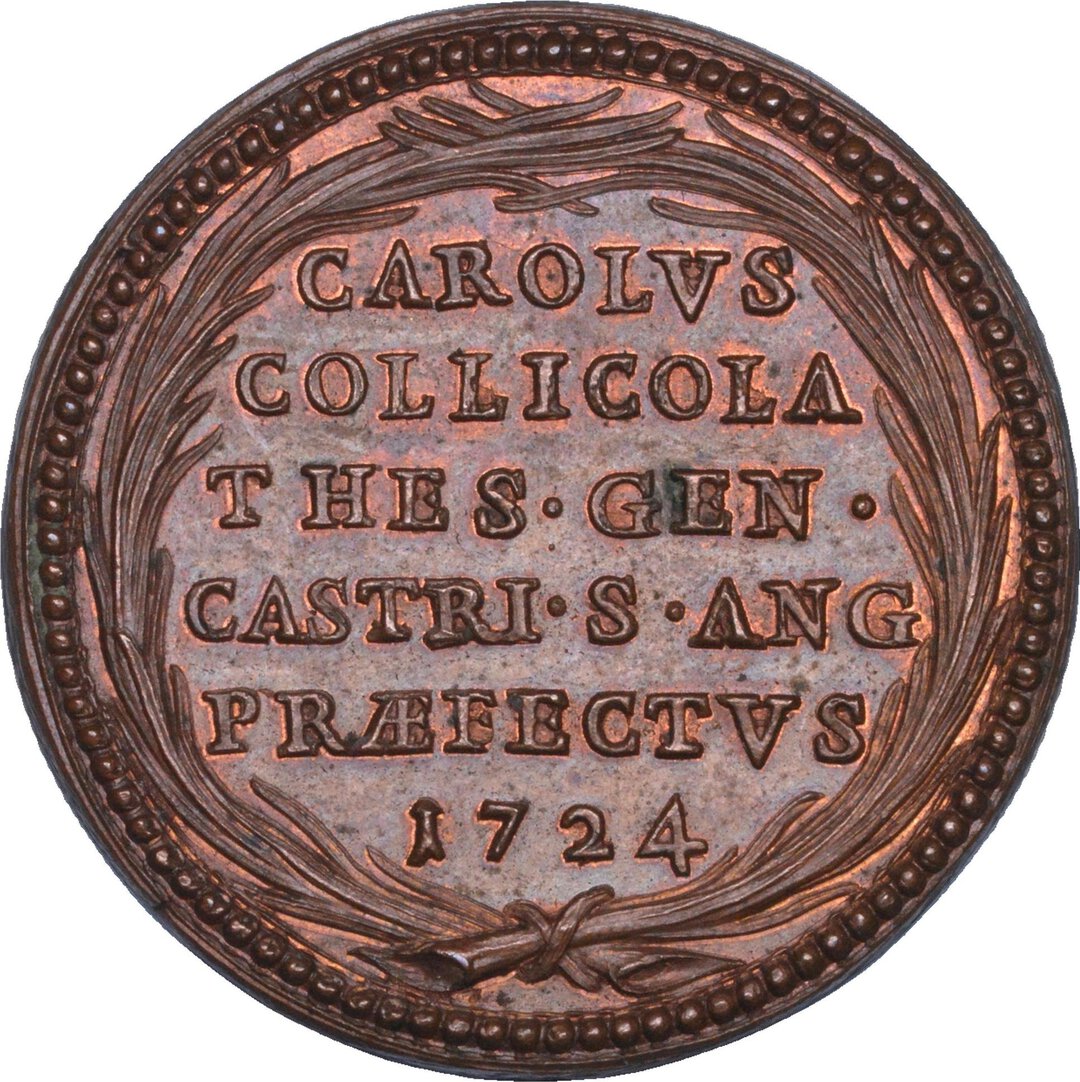 CAROLVS
COLLICOLA
THES·GEN·
CASTRI·S·ANG
PRÆFECTVS
1724